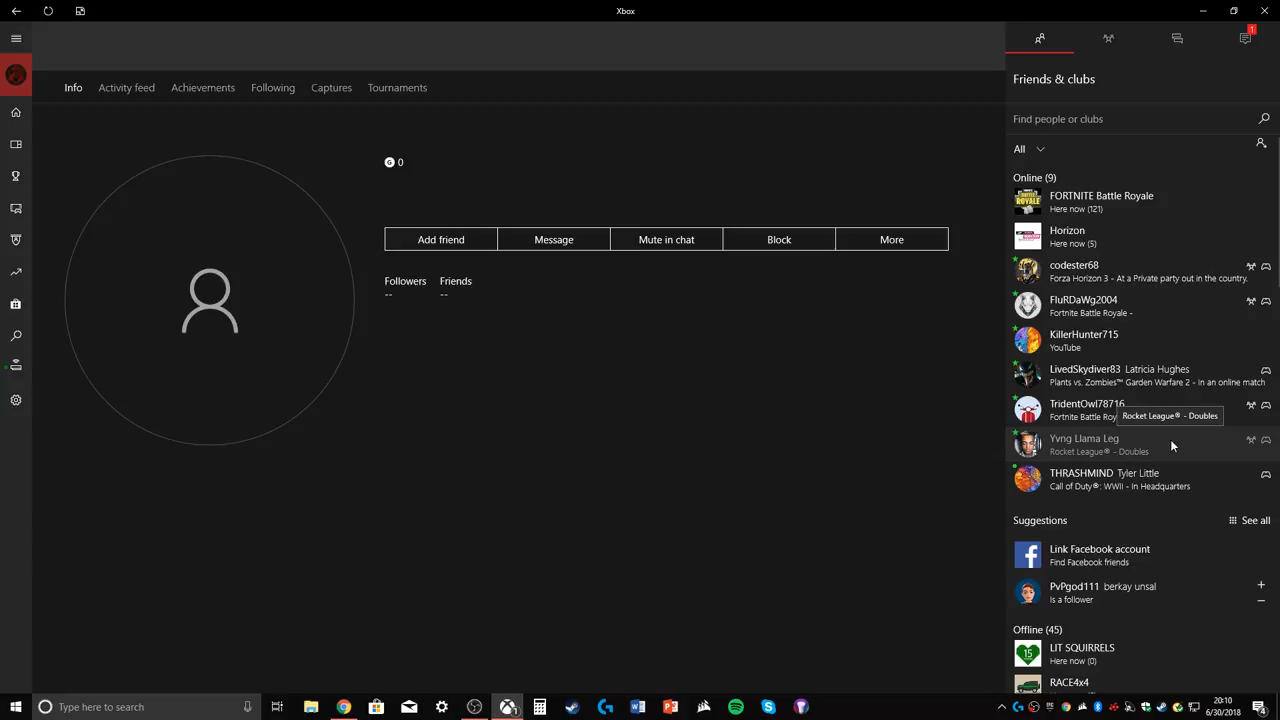 Xbox
Info
Activity feed
Achievements
Following
Captures
Tournaments
G 0
Add friend
Message
Mute in chat
Block
More
Followers
--
Friends
--
1
Friends & clubs
Find people or clubs
All
Online (9)
FORTNITE Battle Royale
Here now (121)
Horizon
Here now (5)
codester68
Forza Horizon 3 - At a Private party out in the country.
FluRDaWg2004
Fortnite Battle Royale -
KillerHunter715
YouTube
LivedSkydiver83 Latricia Hughes
Plants vs. Zombies™ Garden Warfare 2 - In an online match
TridentOwl78716
Fortnite Battle Roy
Rocket League® - Doubles
Yvng Llama Leg
Rocket League® - Doubles
THRASHMIND Tyler Little
Call of Duty®: WWII - In Headquarters
Suggestions
See all
Link Facebook account
Find Facebook friends
PvPgod111 berkay unsal
Is a follower
Offline (45)
15
LIT SQUIRRELS
Here now (0)
RACE4x4
Type here to search
20:10
6/30/2018